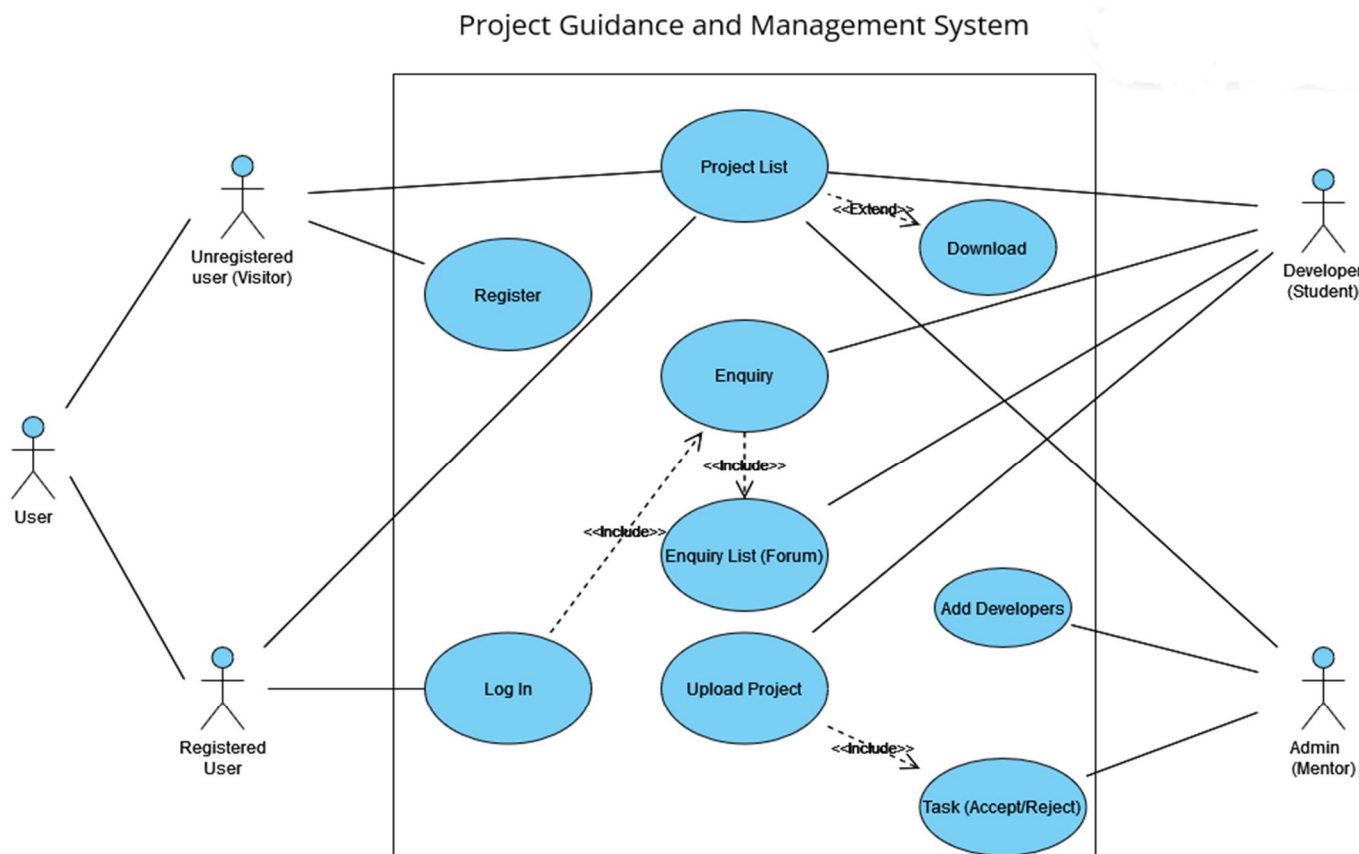 Project Guidance and Management System
Project List
<<Extend>>
Download
Unregistered
user (Visitor)
Register
Developer
(Student)
Enquiry
<<Include>>
User
<<Include>>
Enquiry List (Forum)
Add Developers
Log In
Upload Project
Registered
User
<<Include>>
Admin
(Mentor)
Task (Accept/Reject)